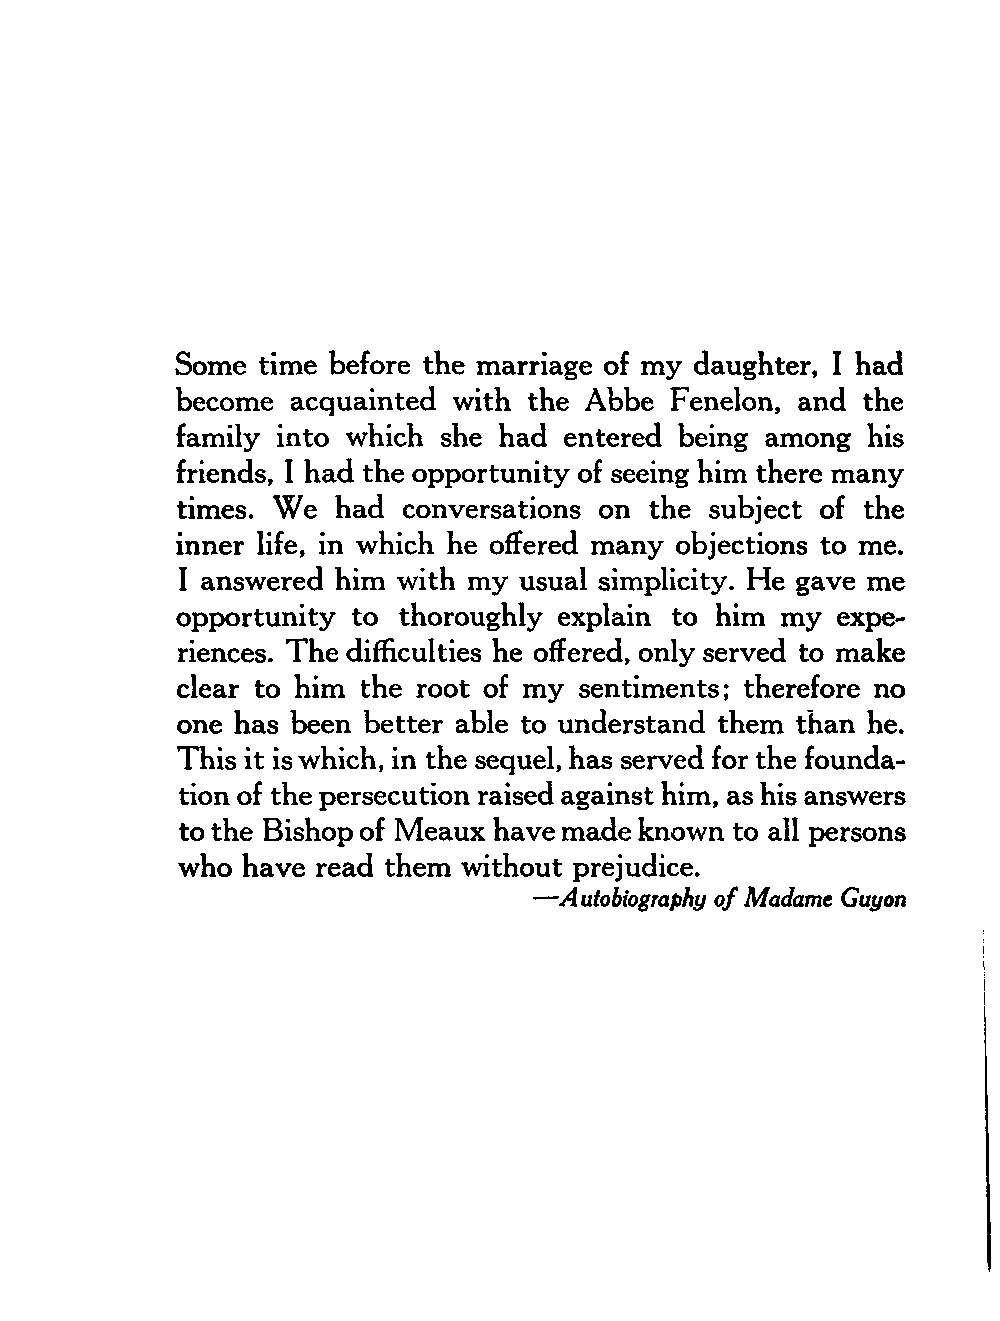 Some time before the marriage of my daughter, I had
become acquainted with the Abbe Fenelon, and the
family into which she had entered being among his
friends, I had the opportunity of seeing him there many
times. We had conversations on the subject of the
inner life, in which he offered many objections to me.
I answered him with my usual simplicity. He gave me
opportunity to thoroughly explain to him my expe-
riences. The difficulties he offered, only served to make
clear to him the root of my sentiments; therefore no
one has been better able to understand them than he.
This it is which, in the sequel, has served for the founda-
tion of the persecution raised against him, as his answers
to the Bishop of Meaux have made known to all persons
who have read them without prejudice.
—Autobiography of Madame Guyon